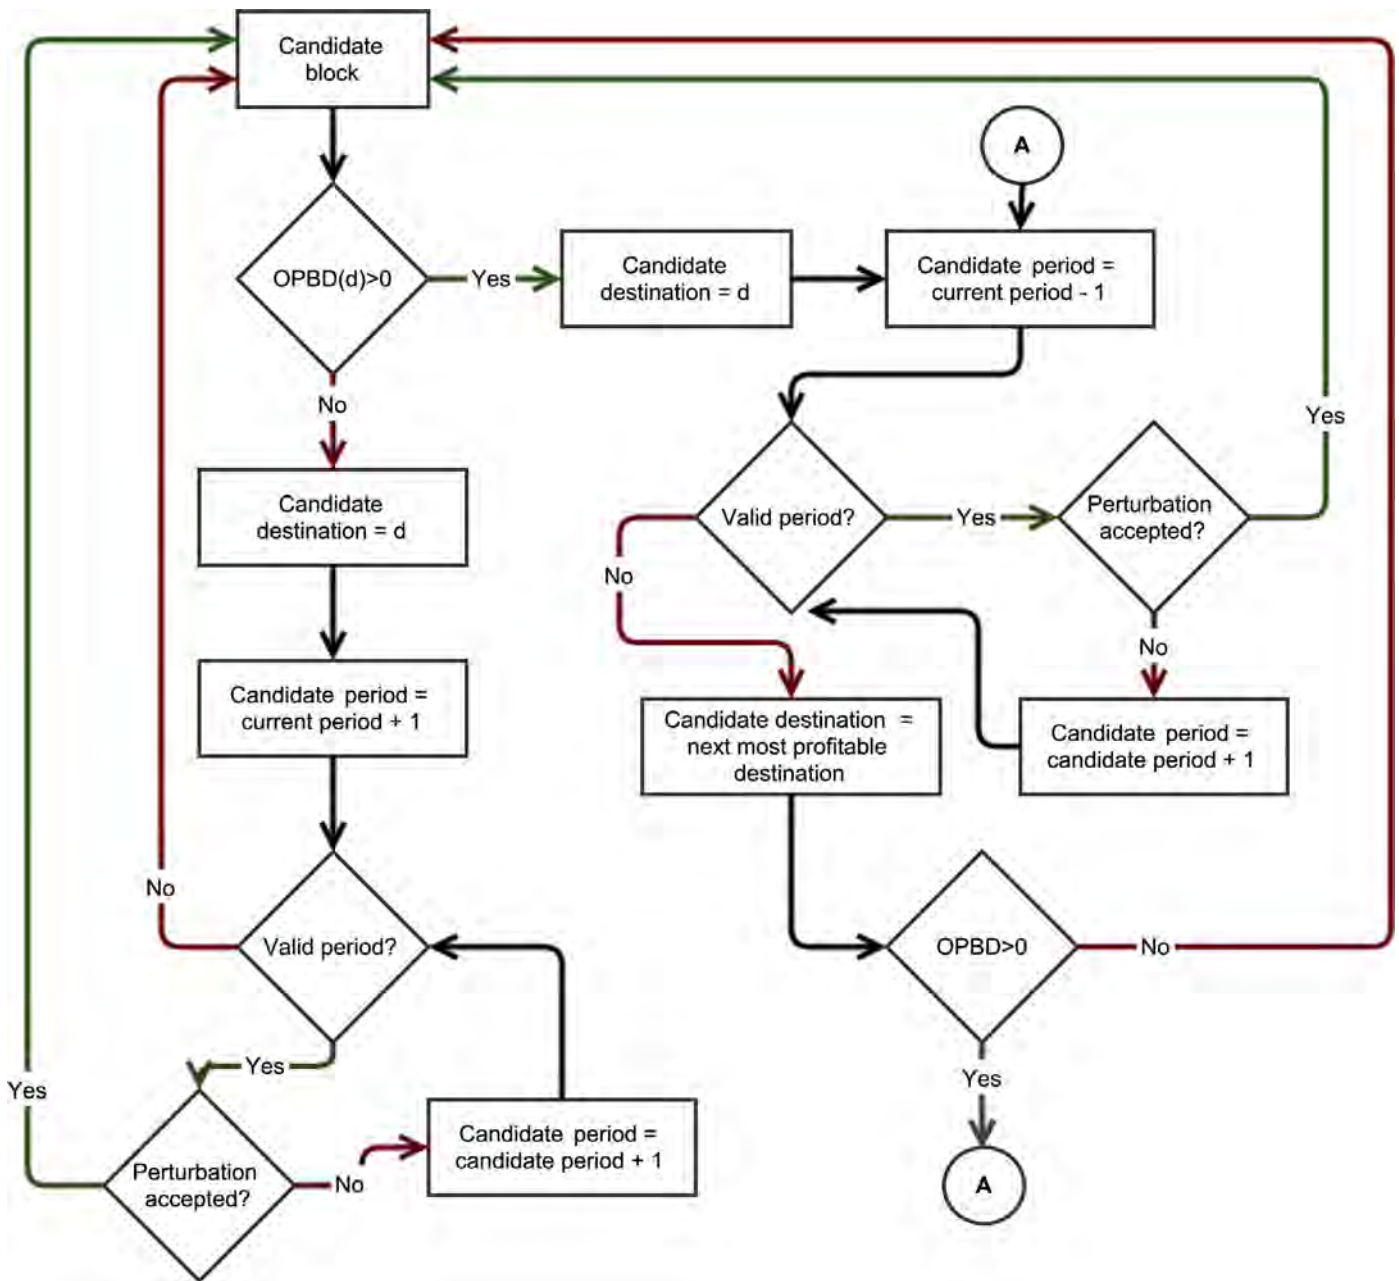 Candidate
block
A
OPBD(d)>0
Yes
Candidate
destination = d
Candidate period =
current period - 1
No
Yes
Candidate
destination = d
Valid period?
Yes
Perturbation
accepted?
No
No
Candidate period =
current period + 1
Candidate destination =
next most profitable
destination
Candidate period =
candidate period + 1
No
Valid period?
OPBD>0
No
Yes
Yes
Yes
Candidate period =
candidate period + 1
Perturbation
accepted?
No
A